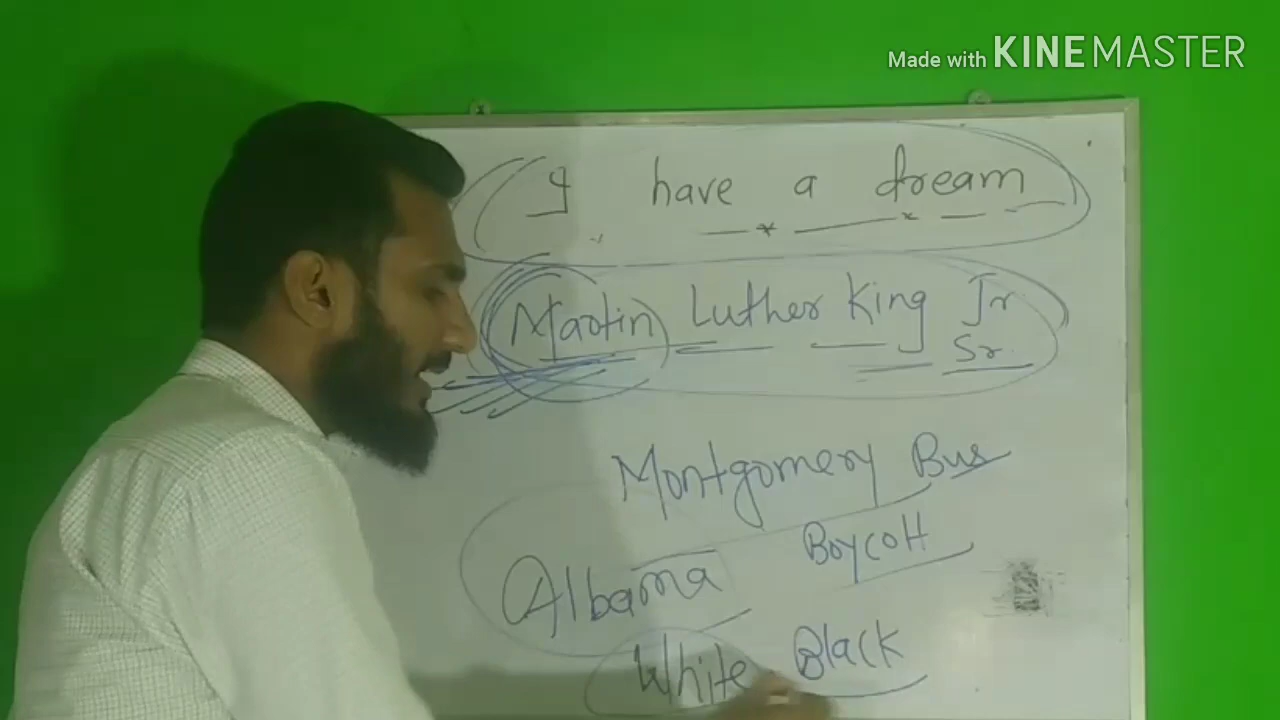 Made with KINEMASTER
I have a dream
Martin Luther King Jr
Sr.
Montgomery Bus
Boycott
Albama
White Black